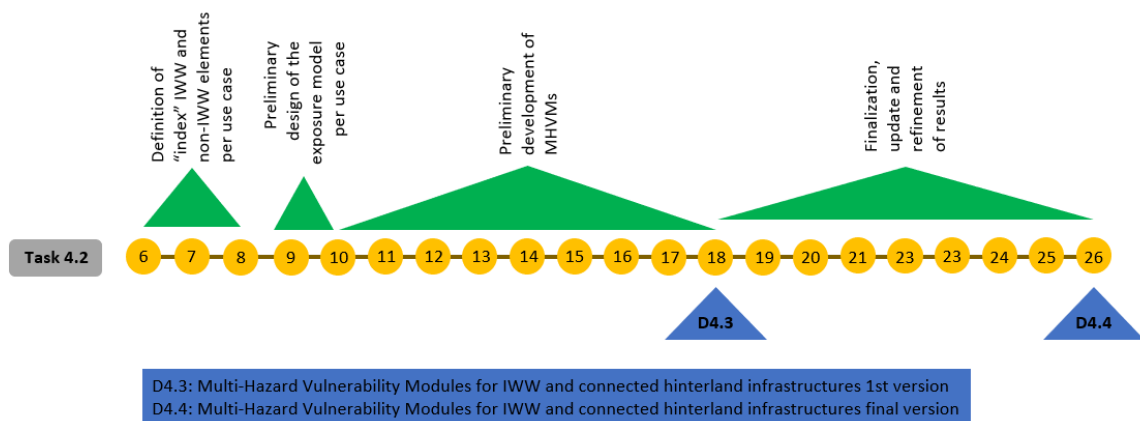 Definition of
“index” IWW and
non-IWW elements
per use case
Preliminary
design of the
exposure model
per use case
Preliminary
development of
MHVMs
Finalization,
update and
refinement
of results
Task 4.2
6
7
8
9
10
11
12
13
14
15
16
17
18
19
20
21
23
23
24
25
26
D4.3
D4.4
D4.3: Multi-Hazard Vulnerability Modules for IWW and connected hinterland infrastructures 1st version
D4.4: Multi-Hazard Vulnerability Modules for IWW and connected hinterland infrastructures final version